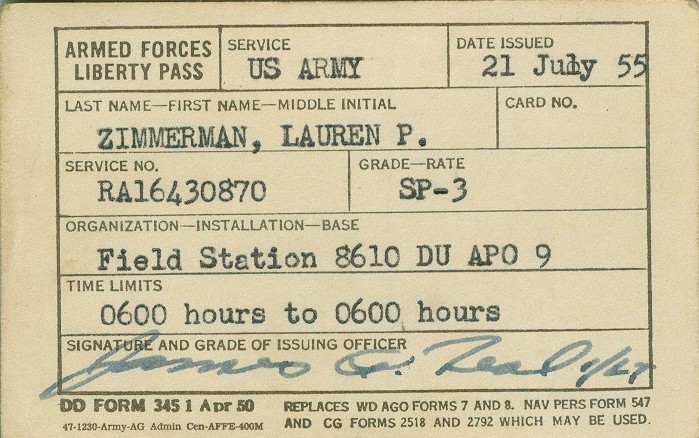 ARMED FORCES
LIBERTY PASS
SERVICE
US ARMY
DATE ISSUED
21 July 55
LAST NAME—FIRST NAME—MIDDLE INITIAL
ZIMMERMAN, LAUREN P.
CARD NO.
SERVICE NO.
RA16430870
GRADE—RATE
SP-3
ORGANIZATION—INSTALLATION—BASE
Field Station 8610 DU APO 9
TIME LIMITS
0600 hours to 0600 hours
SIGNATURE AND GRADE OF ISSUING OFFICER
James
DD FORM 345 1 Apr 50
47-1230-Army-AG Admin Cen-AFFE-400M
REPLACES WD AGO FORMS 7 AND 8. NAV PERS FORM 547
AND CG FORMS 2518 AND 2792 WHICH MAY BE USED.